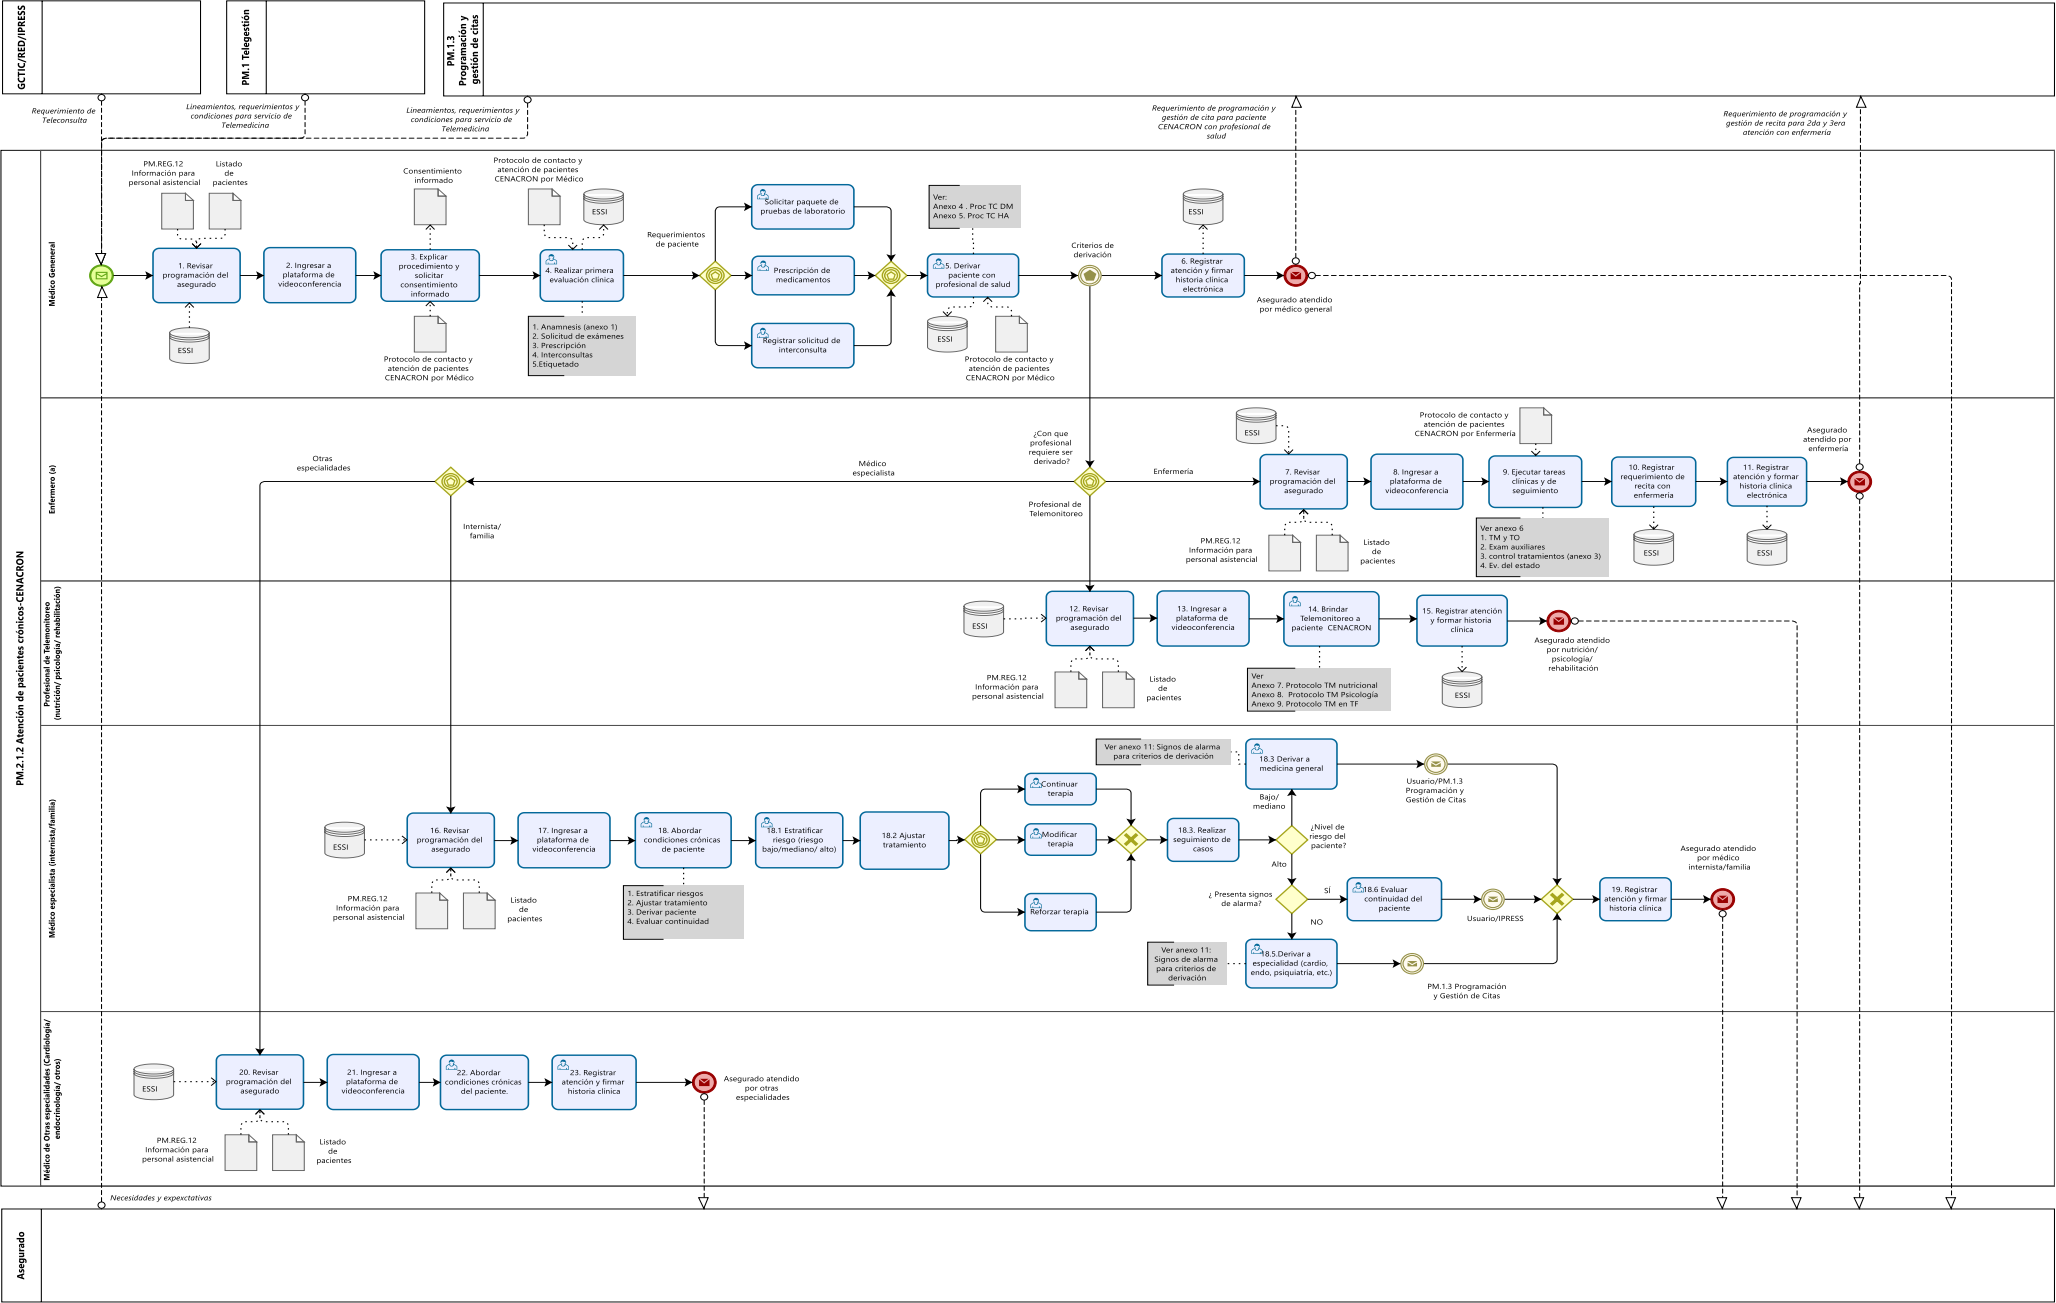 GCTIC/RED/IPRESS
PM.1 Telegestión
PM.1.3
Programación y
gestión de citas
Requerimiento de
Teleconsulta
Lineamientos, requerimientos y
condiciones para servicio de
Telemedicina
Lineamientos, requerimientos y
condiciones para servicio de
Telemedicina
Requerimiento de programación y
gestión de cita para paciente
CENACRON con profesional de
salud
Requerimiento de programación y
gestión de recita para 2da y 3era
atención con enfermería
PM.2.1.2 Atención de pacientes crónicos-CENACRON
Médico Geneneral
PM.REG.12
Información para
personal asistencial
Listado
de
pacientes
1. Revisar
programación del
asegurado
ESSI
2. Ingresar a
plataforma de
videoconferencia
Consentimiento
informado
3. Explicar
procedimiento y
solicitar
consentimiento
informado
Protocolo de contacto y
atención de pacientes
CENACRON por Médico
Protocolo de contacto y
atención de pacientes
CENACRON por Médico
ESSI
4. Realizar primera
evaluación clínica
1. Anamnesis (anexo 1)
2. Solicitud de exámenes
3. Prescripción
4. Interconsultas
5.Etiquetado
Requerimientos
de paciente
Solicitar paquete de
pruebas de laboratorio
Prescripción de
medicamentos
Registrar solicitud de
interconsulta
Ver:
Anexo 4 . Proc TC DM
Anexo 5. Proc TC HA
5. Derivar
paciente con
profesional de salud
ESSI
Protocolo de contacto y
atención de pacientes
CENACRON por Médico
Criterios de
derivación
ESSI
6. Registrar
atención y firmar
historia clínica
electrónica
Asegurado atendido
por médico general
Enfermero (a)
Otras
especialidades
Internista/
familia
Médico
especialista
¿Con que
profesional
requiere ser
derivado?
Enfermería
Profesional de
Telemonitoreo
ESSI
7. Revisar
programación del
asegurado
PM.REG.12
Información para
personal asistencial
Listado
de
pacientes
8. Ingresar a
plataforma de
videoconferencia
Protocolo de contacto y
atención de pacientes
CENACRON por Enfermería
9. Ejecutar tareas
clínicas y de
seguimiento
Ver anexo 6
1. TM y TO
2. Exam auxiliares
3. control tratamientos (anexo 3)
4. Ev. del estado
10. Registrar
requerimiento de
recita con
enfermería
ESSI
11. Registrar
atención y formar
historia clínica
electrónica
ESSI
Asegurado
atendido por
enfermería
Profesional de Telemonitoreo
(nutrición/ psicología/ rehabilitación)
ESSI
12. Revisar
programación del
asegurado
PM.REG.12
Información para
personal asistencial
Listado
de
pacientes
13. Ingresar a
plataforma de
videoconferencia
14. Brindar
Telemonitoreo a
paciente CENACRON
Ver
Anexo 7. Protocolo TM nutricional
Anexo 8. Protocolo TM Psicología
Anexo 9. Protocolo TM en TF
15. Registrar atención
y formar historia
clínica
ESSI
Asegurado atendido
por nutrición/
psicología/
rehabilitación
Médico especialista (internista/familia)
ESSI
16. Revisar
programación del
asegurado
PM.REG.12
Información para
personal asistencial
Listado
de
pacientes
17. Ingresar a
plataforma de
videoconferencia
18. Abordar
condiciones crónicas
de paciente
1. Estratificar riesgos
2. Ajustar tratamiento
3. Derivar paciente
4. Evaluar continuidad
18.1 Estratificar
riesgo (riesgo
bajo/mediano/ alto)
18.2 Ajustar
tratamiento
Continuar
terapia
Modificar
terapia
Reforzar terapia
18.3. Realizar
seguimiento de
casos
Ver anexo 11: Signos de alarma
para criterios de derivación
18.3 Derivar a
medicina general
Bajo/
mediano
¿Nivel de
riesgo del
paciente?
Alto
¿ Presenta signos
de alarma?
SÍ
NO
Usuario/PM.1.3
Programación y
Gestión de Citas
18.6 Evaluar
continuidad del
paciente
Usuario/IPRESS
Ver anexo 11:
Signos de alarma
para criterios de
derivación
18.5.Derivar a
especialidad (cardio,
endo, psiquiatria, etc.)
PM.1.3 Programación
y Gestión de Citas
19. Registrar
atención y firmar
historia clínica
Asegurado atendido
por médico
internista/familia
Médico de Otras especialidades (Cardiología/
endocrinología/ otros)
ESSI
20. Revisar
programación del
asegurado
PM.REG.12
Información para
personal asistencial
Listado
de
pacientes
21. Ingresar a
plataforma de
videoconferencia
22. Abordar
condiciones crónicas
del paciente.
23. Registrar
atención y firmar
historia clínica
Asegurado atendido
por otras
especialidades
Necesidades y expexctativas
Asegurado